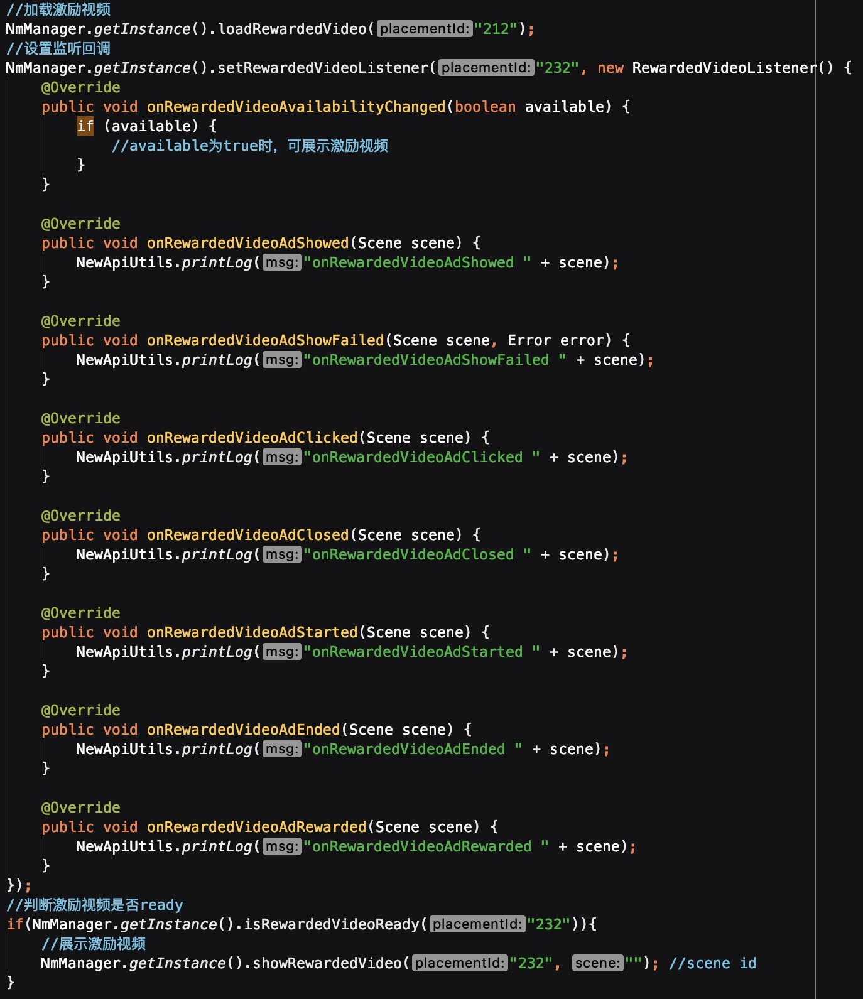 //加载激励视频
NmManager.getInstance().loadRewardedVideo(placementId:"212");
//设置监听回调
NmManager.getInstance().setRewardedVideoListener(placementId:"232", new RewardedVideoListener() {
    @Override
    public void onRewardedVideoAvailabilityChanged(boolean available) {
        if (available) {
            //available为true时，可展示激励视频
        }
    }

    @Override
    public void onRewardedVideoAdShowed(Scene scene) {
        NewApiUtils.printLog(msg:"onRewardedVideoAdShowed " + scene);
    }

    @Override
    public void onRewardedVideoAdShowFailed(Scene scene, Error error) {
        NewApiUtils.printLog(msg:"onRewardedVideoAdShowFailed " + scene);
    }

    @Override
    public void onRewardedVideoAdClicked(Scene scene) {
        NewApiUtils.printLog(msg:"onRewardedVideoAdClicked " + scene);
    }

    @Override
    public void onRewardedVideoAdClosed(Scene scene) {
        NewApiUtils.printLog(msg:"onRewardedVideoAdClosed " + scene);
    }

    @Override
    public void onRewardedVideoAdStarted(Scene scene) {
        NewApiUtils.printLog(msg:"onRewardedVideoAdStarted " + scene);
    }

    @Override
    public void onRewardedVideoAdEnded(Scene scene) {
        NewApiUtils.printLog(msg:"onRewardedVideoAdEnded " + scene);
    }

    @Override
    public void onRewardedVideoAdRewarded(Scene scene) {
        NewApiUtils.printLog(msg:"onRewardedVideoAdRewarded " + scene);
    }
});
//判断激励视频是否ready
if(NmManager.getInstance().isRewardedVideoReady(placementId:"232")){
    //展示激励视频
    NmManager.getInstance().showRewardedVideo(placementId:"232", scene:""); //scene id
}